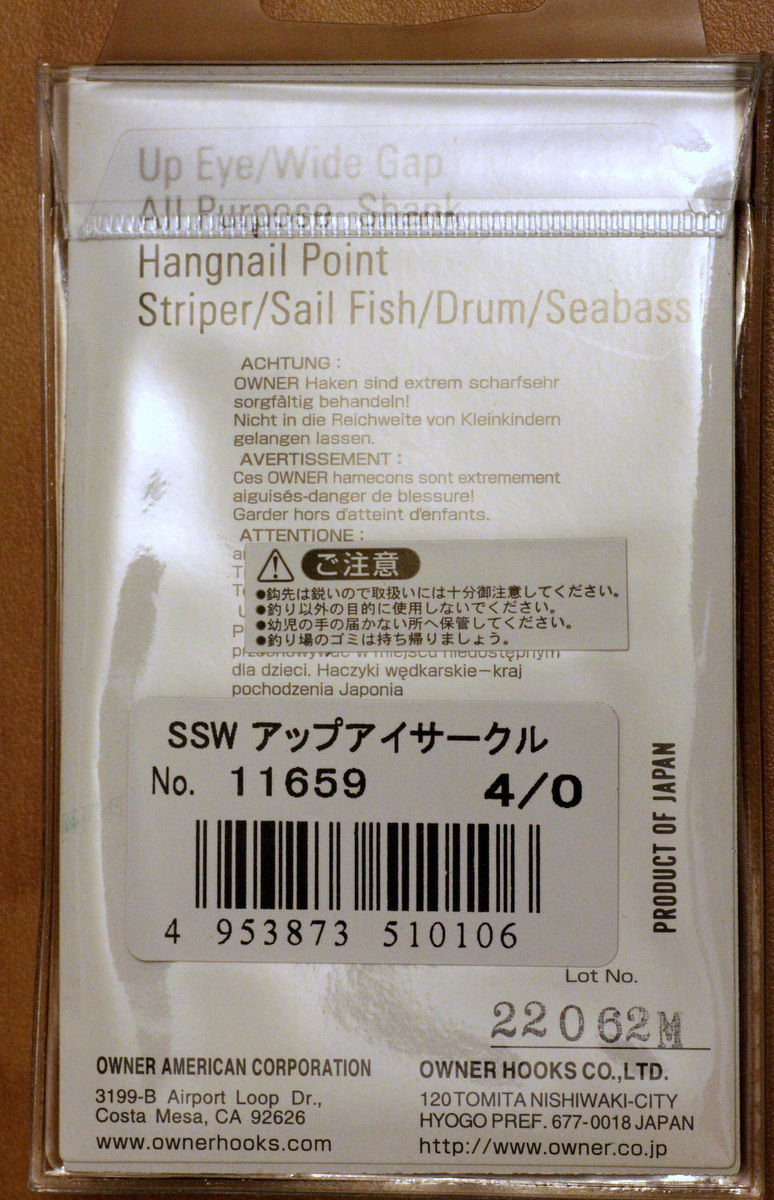 Up Eye/Wide Gap
All Purpose Shank
Hangnail Point
Striper/Sail Fish/Drum/Seabass
ACHTUNG :
OWNER Haken sind extrem scharfsehr
sorgfâltig behandeln!
Nicht in die Reichweite von Kleinkindern
gelangen lassen.
AVERTISSEMENT :
Ces OWNER hamecons sont extremement
aiguisés-danger de blessure!
Garder hors d'atteint d'enfants.
ATTENTIONE :
ご注意
●鈎先は鋭いので取扱いには十分御注意してください。
●釣り以外の目的に使用しないでください。
●幼児の手の届かない所へ保管してください。
●釣り場のゴミは持ち帰りましょう。
przechowywać w miejscu niedostępnym
dla dzieci. Haczyki wędkarskie-kraj
pochodzenia Japonia
SSW アップアイサークル
No. 11659 4/0
4 953873 510106
PRODUCT OF JAPAN
Lot No.
22062M
OWNER AMERICAN CORPORATION
3199-B Airport Loop Dr.,
Costa Mesa, CA 92626
www.ownerhooks.com
OWNER HOOKS CO.,LTD.
120 TOMITA NISHIWAKI-CITY
HYOGO PREF. 677-0018 JAPAN
http://www.owner.co.jp